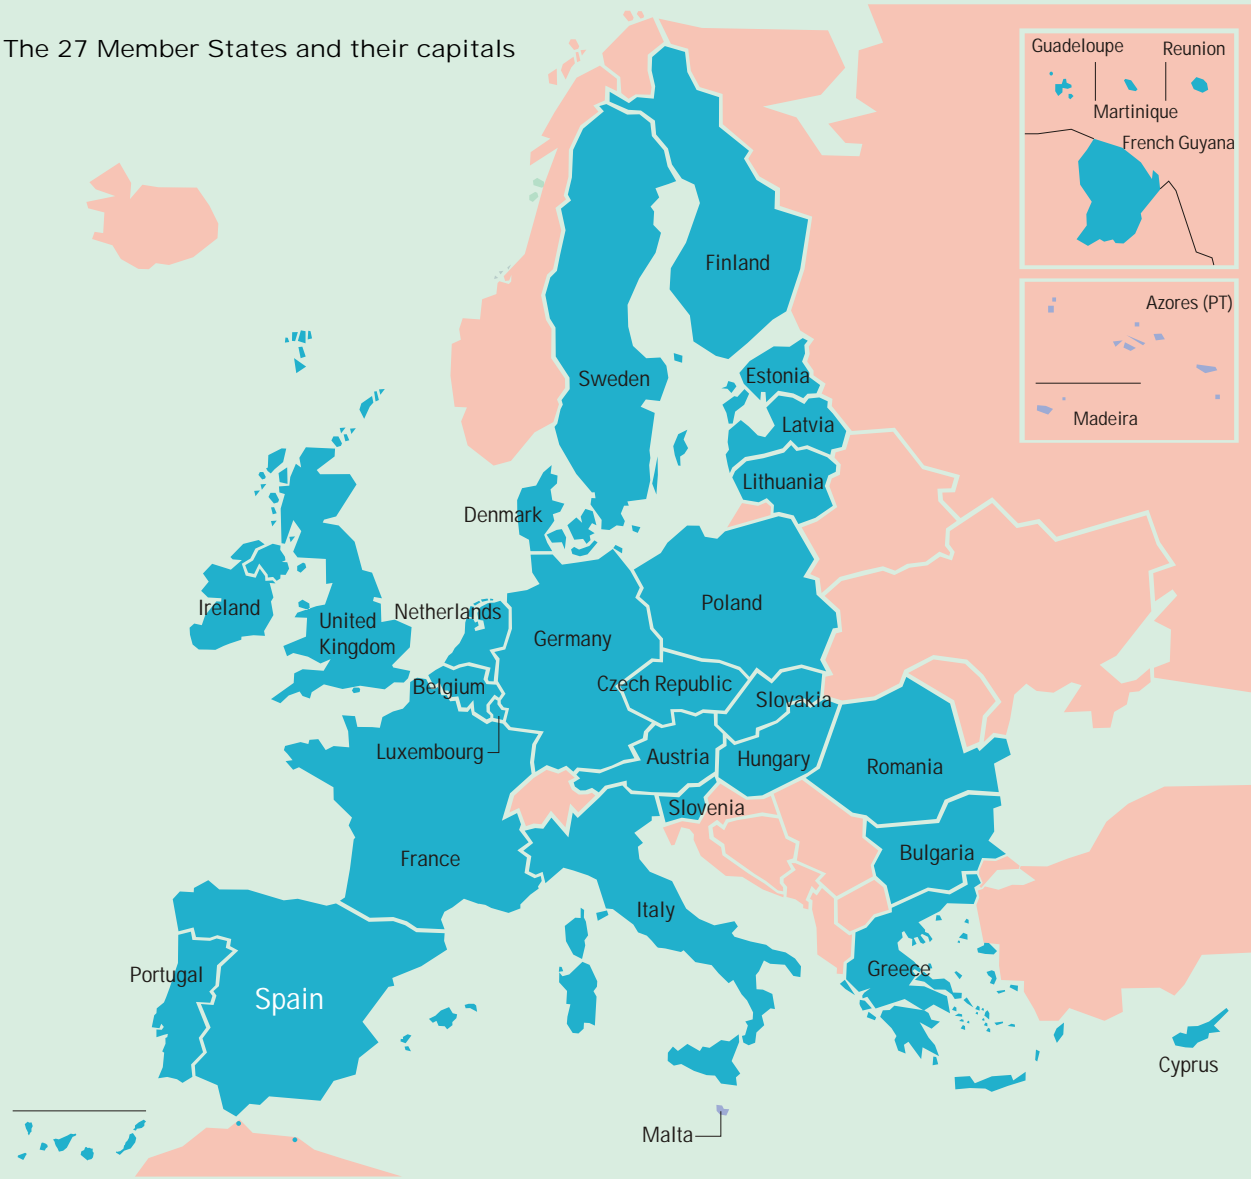 The 27 Member States and their capitals
Guadeloupe
Reunion
Martinique
French Guyana
Azores (PT)
Madeira
Finland
Sweden
Estonia
Latvia
Lithuania
Denmark
Ireland
United
Kingdom
Netherlands
Germany
Poland
Belgium
Czech Republic
Slovakia
Luxembourg
Austria
Hungary
Romania
Slovenia
France
Bulgaria
Italy
Portugal
Spain
Greece
Cyprus
Malta